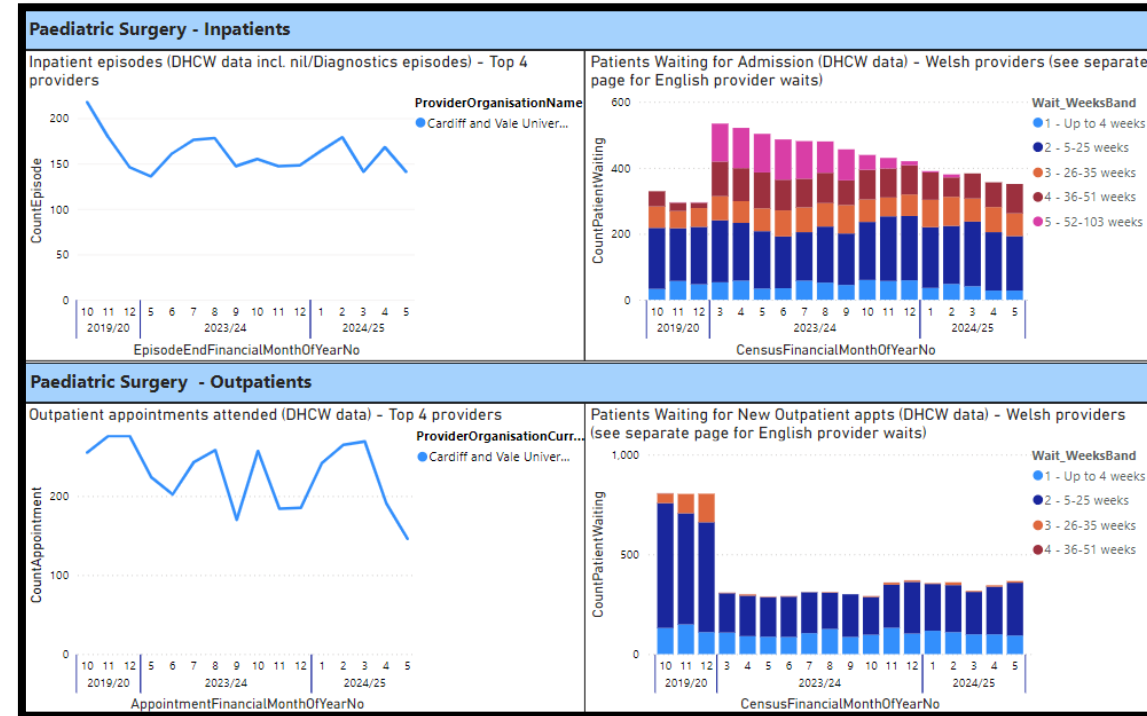 Paediatric Surgery - Inpatients
Inpatient episodes (DHCW data incl. nil/Diagnostics episodes) - Top 4
providers
ProviderOrganisationName
Cardiff and Vale Univer...
CountEpisode
200
150
100
50
0
10 11 12 5 6 7 8 9 10 11 12 1 2 3 4 5
2019/20 2023/24 2024/25
EpisodeEndFinancialMonthOfYearNo
Patients Waiting for Admission (DHCW data) - Welsh providers (see separate
page for English provider waits)
Wait_WeeksBand
1 - Up to 4 weeks
2 - 5-25 weeks
3 - 26-35 weeks
4 - 36-51 weeks
5 - 52-103 weeks
CountPatientWaiting
600
400
200
0
10 11 12 3 4 5 6 7 8 9 10 11 12 1 2 3 4 5
2019/20 2023/24 2024/25
CensusFinancialMonthOfYearNo
Paediatric Surgery - Outpatients
Outpatient appointments attended (DHCW data) - Top 4 providers
ProviderOrganisationCurr...
Cardiff and Vale Univer...
CountAppointment
200
100
0
10 11 12 5 6 7 8 9 10 11 12 1 2 3 4 5
2019/20 2023/24 2024/25
AppointmentFinancialMonthOfYearNo
Patients Waiting for New Outpatient appts (DHCW data) - Welsh providers
(see separate page for English provider waits)
Wait_WeeksBand
1 - Up to 4 weeks
2 - 5-25 weeks
3 - 26-35 weeks
4 - 36-51 weeks
CountPatientWaiting
1,000
500
0
10 11 12 3 4 5 6 7 8 9 10 11 12 1 2 3 4 5
2019/20 2023/24 2024/25
CensusFinancialMonthOfYearNo